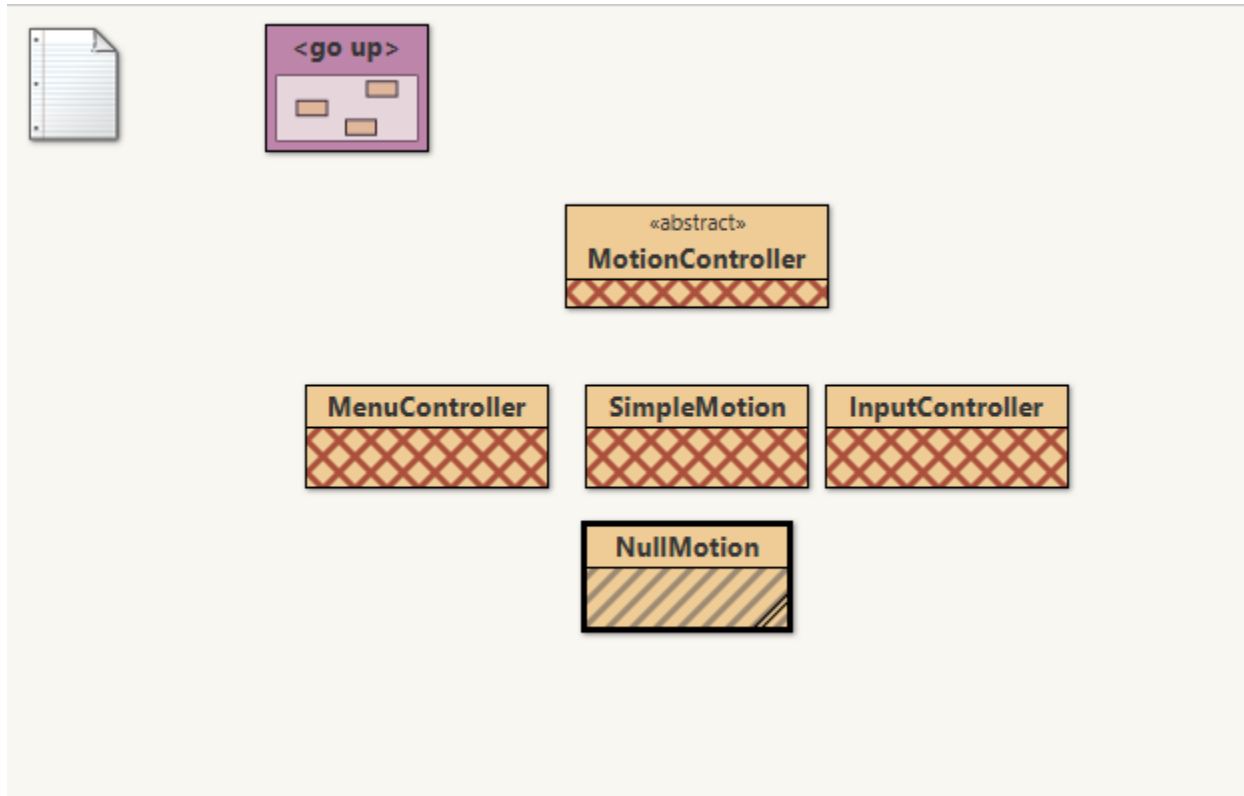 <go up>
«abstract»
MotionController
MenuController
SimpleMotion
InputController
NullMotion